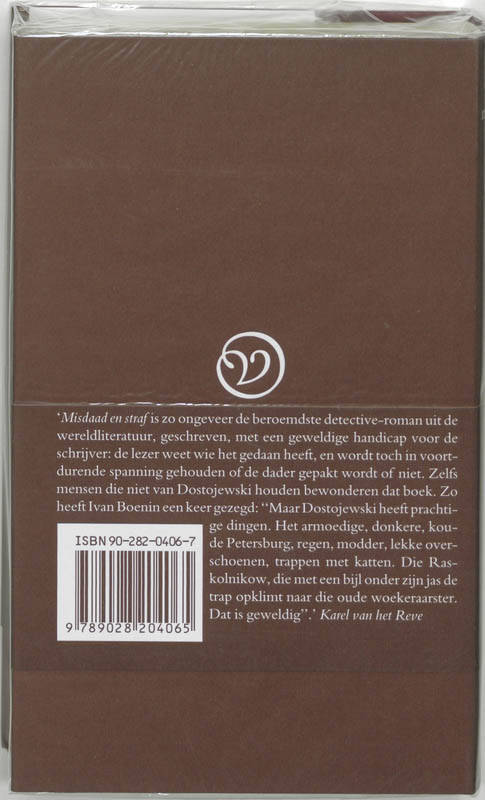 V
'Misdaad en straf is zo ongeveer de beroemdste detective-roman uit de
wereldliteratuur, geschreven, met een geweldige handicap voor de
schrijver: de lezer weet wie het gedaan heeft, en wordt toch in voort-
durende spanning gehouden of de dader gepakt wordt of niet. Zelfs
mensen die niet van Dostojewski houden bewonderen dat boek. Zo
heeft Ivan Boenin een keer gezegd: "Maar Dostojewski heeft prachti-
ge dingen. Het armoedige, donkere, kou-
de Petersburg, regen, modder, lekke over-
schoenen, trappen met katten. Die Ras-
kolnikow, die met een bijl onder zijn jas de
trap opklimt naar die oude woekeraarster.
Dat is geweldig".' Karel van het Reve
ISBN 90-282-0406-7
9 789028 204065